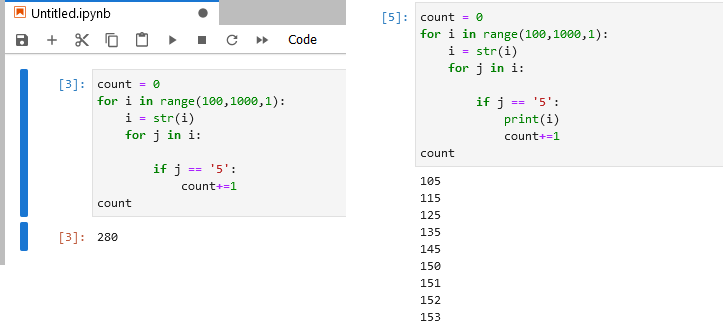 Untitled.ipynb
Code
[3]: count = 0
for i in range(100,1000,1):
    i = str(i)
    for j in i:

        if j == '5':
            count+=1
count
[3]: 280
[5]: count = 0
for i in range(100,1000,1):
    i = str(i)
    for j in i:

        if j == '5':
            print(i)
            count+=1
count
105
115
125
135
145
150
151
152
153